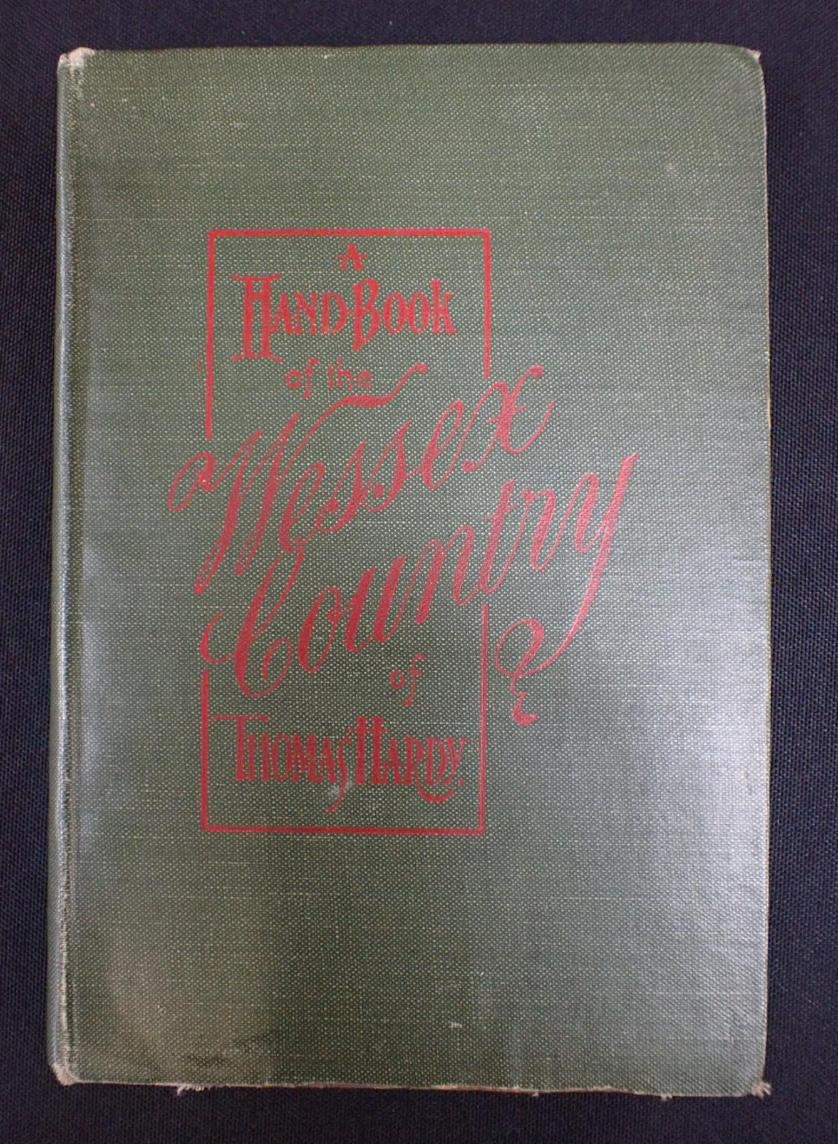 A
HAND BOOK
of the
Wessex
Country
of
THOMAS HARDY